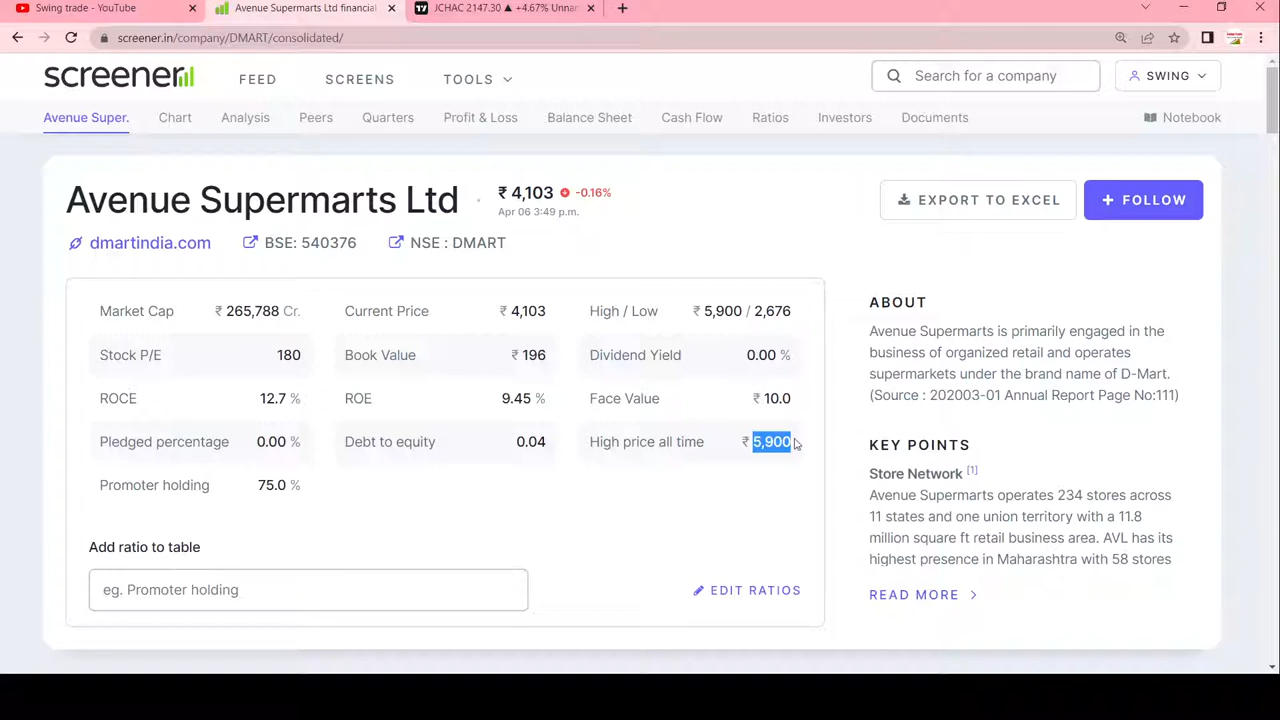 Swing trade - YouTube
Avenue Supermarts Ltd financial
JCHAC 2147.30 ▲ +4.67% Unnar
screener.in/company/DMART/consolidated/
screener
FEED
SCREENS
TOOLS
Search for a company
SWING
Avenue Super.
Chart
Analysis
Peers
Quarters
Profit & Loss
Balance Sheet
Cash Flow
Ratios
Investors
Documents
Notebook
Avenue Supermarts Ltd
₹ 4,103 -0.16%
Apr 06 3:49 p.m.
EXPORT TO EXCEL
+ FOLLOW
dmartindia.com
BSE: 540376
NSE : DMART
Market Cap ₹ 265,788 Cr.
Current Price ₹ 4,103
High / Low ₹ 5,900 / 2,676
Stock P/E 180
Book Value ₹ 196
Dividend Yield 0.00 %
ROCE 12.7 %
ROE 9.45 %
Face Value ₹ 10.0
Pledged percentage 0.00 %
Debt to equity 0.04
High price all time ₹ 5,900
Promoter holding 75.0 %
Add ratio to table
eg. Promoter holding
EDIT RATIOS
ABOUT
Avenue Supermarts is primarily engaged in the
business of organized retail and operates
supermarkets under the brand name of D-Mart.
(Source : 202003-01 Annual Report Page No:111)
KEY POINTS
Store Network [1]
Avenue Supermarts operates 234 stores across
11 states and one union territory with a 11.8
million square ft retail business area. AVL has its
highest presence in Maharashtra with 58 stores
READ MORE